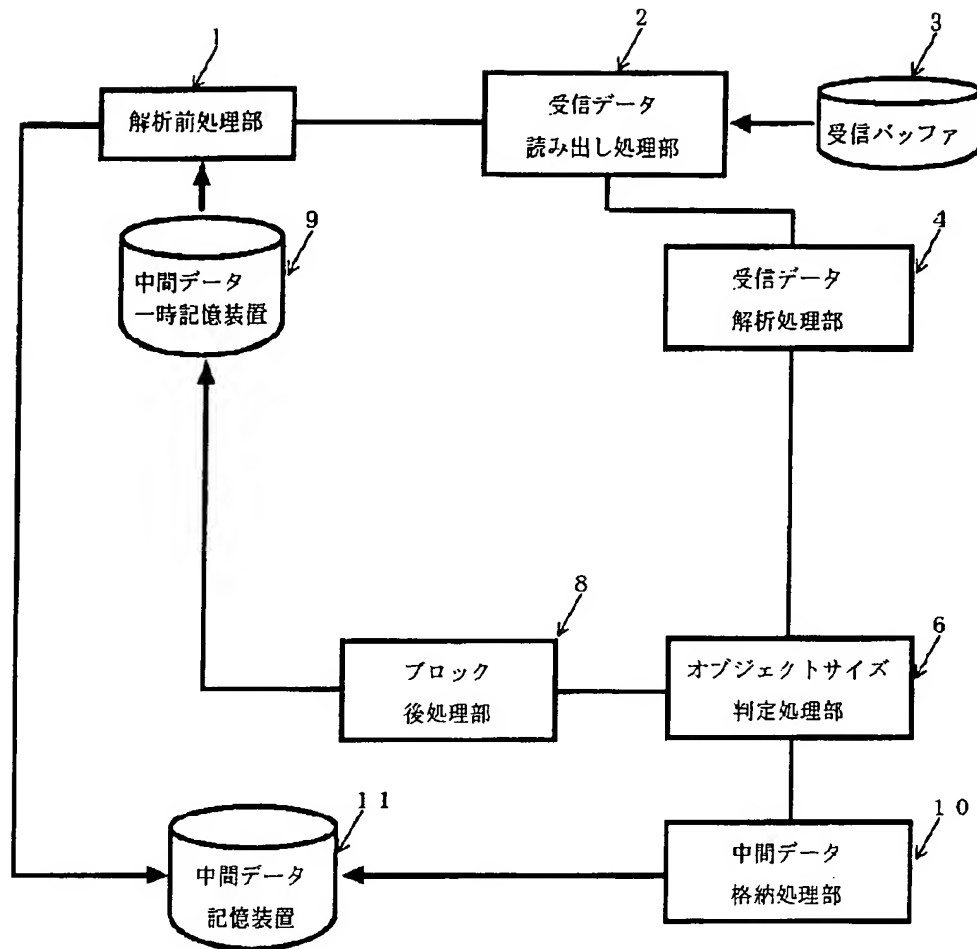 1
2
3
解析前処理部
受信データ
読み出し処理部
受信バッファ
9
4
中間データ
一時記憶装置
受信データ
解析処理部
8
6
ブロック
後処理部
オブジェクトサイズ
判定処理部
11
10
中間データ
記憶装置
中間データ
格納処理部